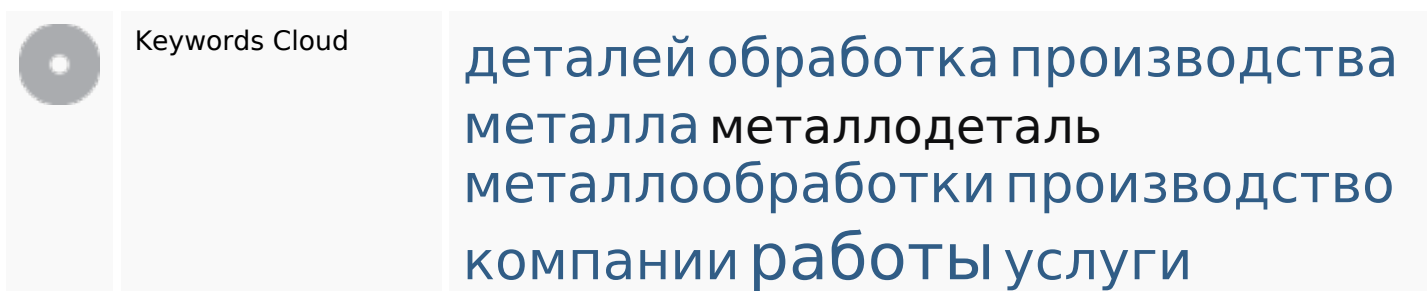 Keywords Cloud
деталей обработка производства
металла металлодеталь
металлообработки производство
компании работы услуги